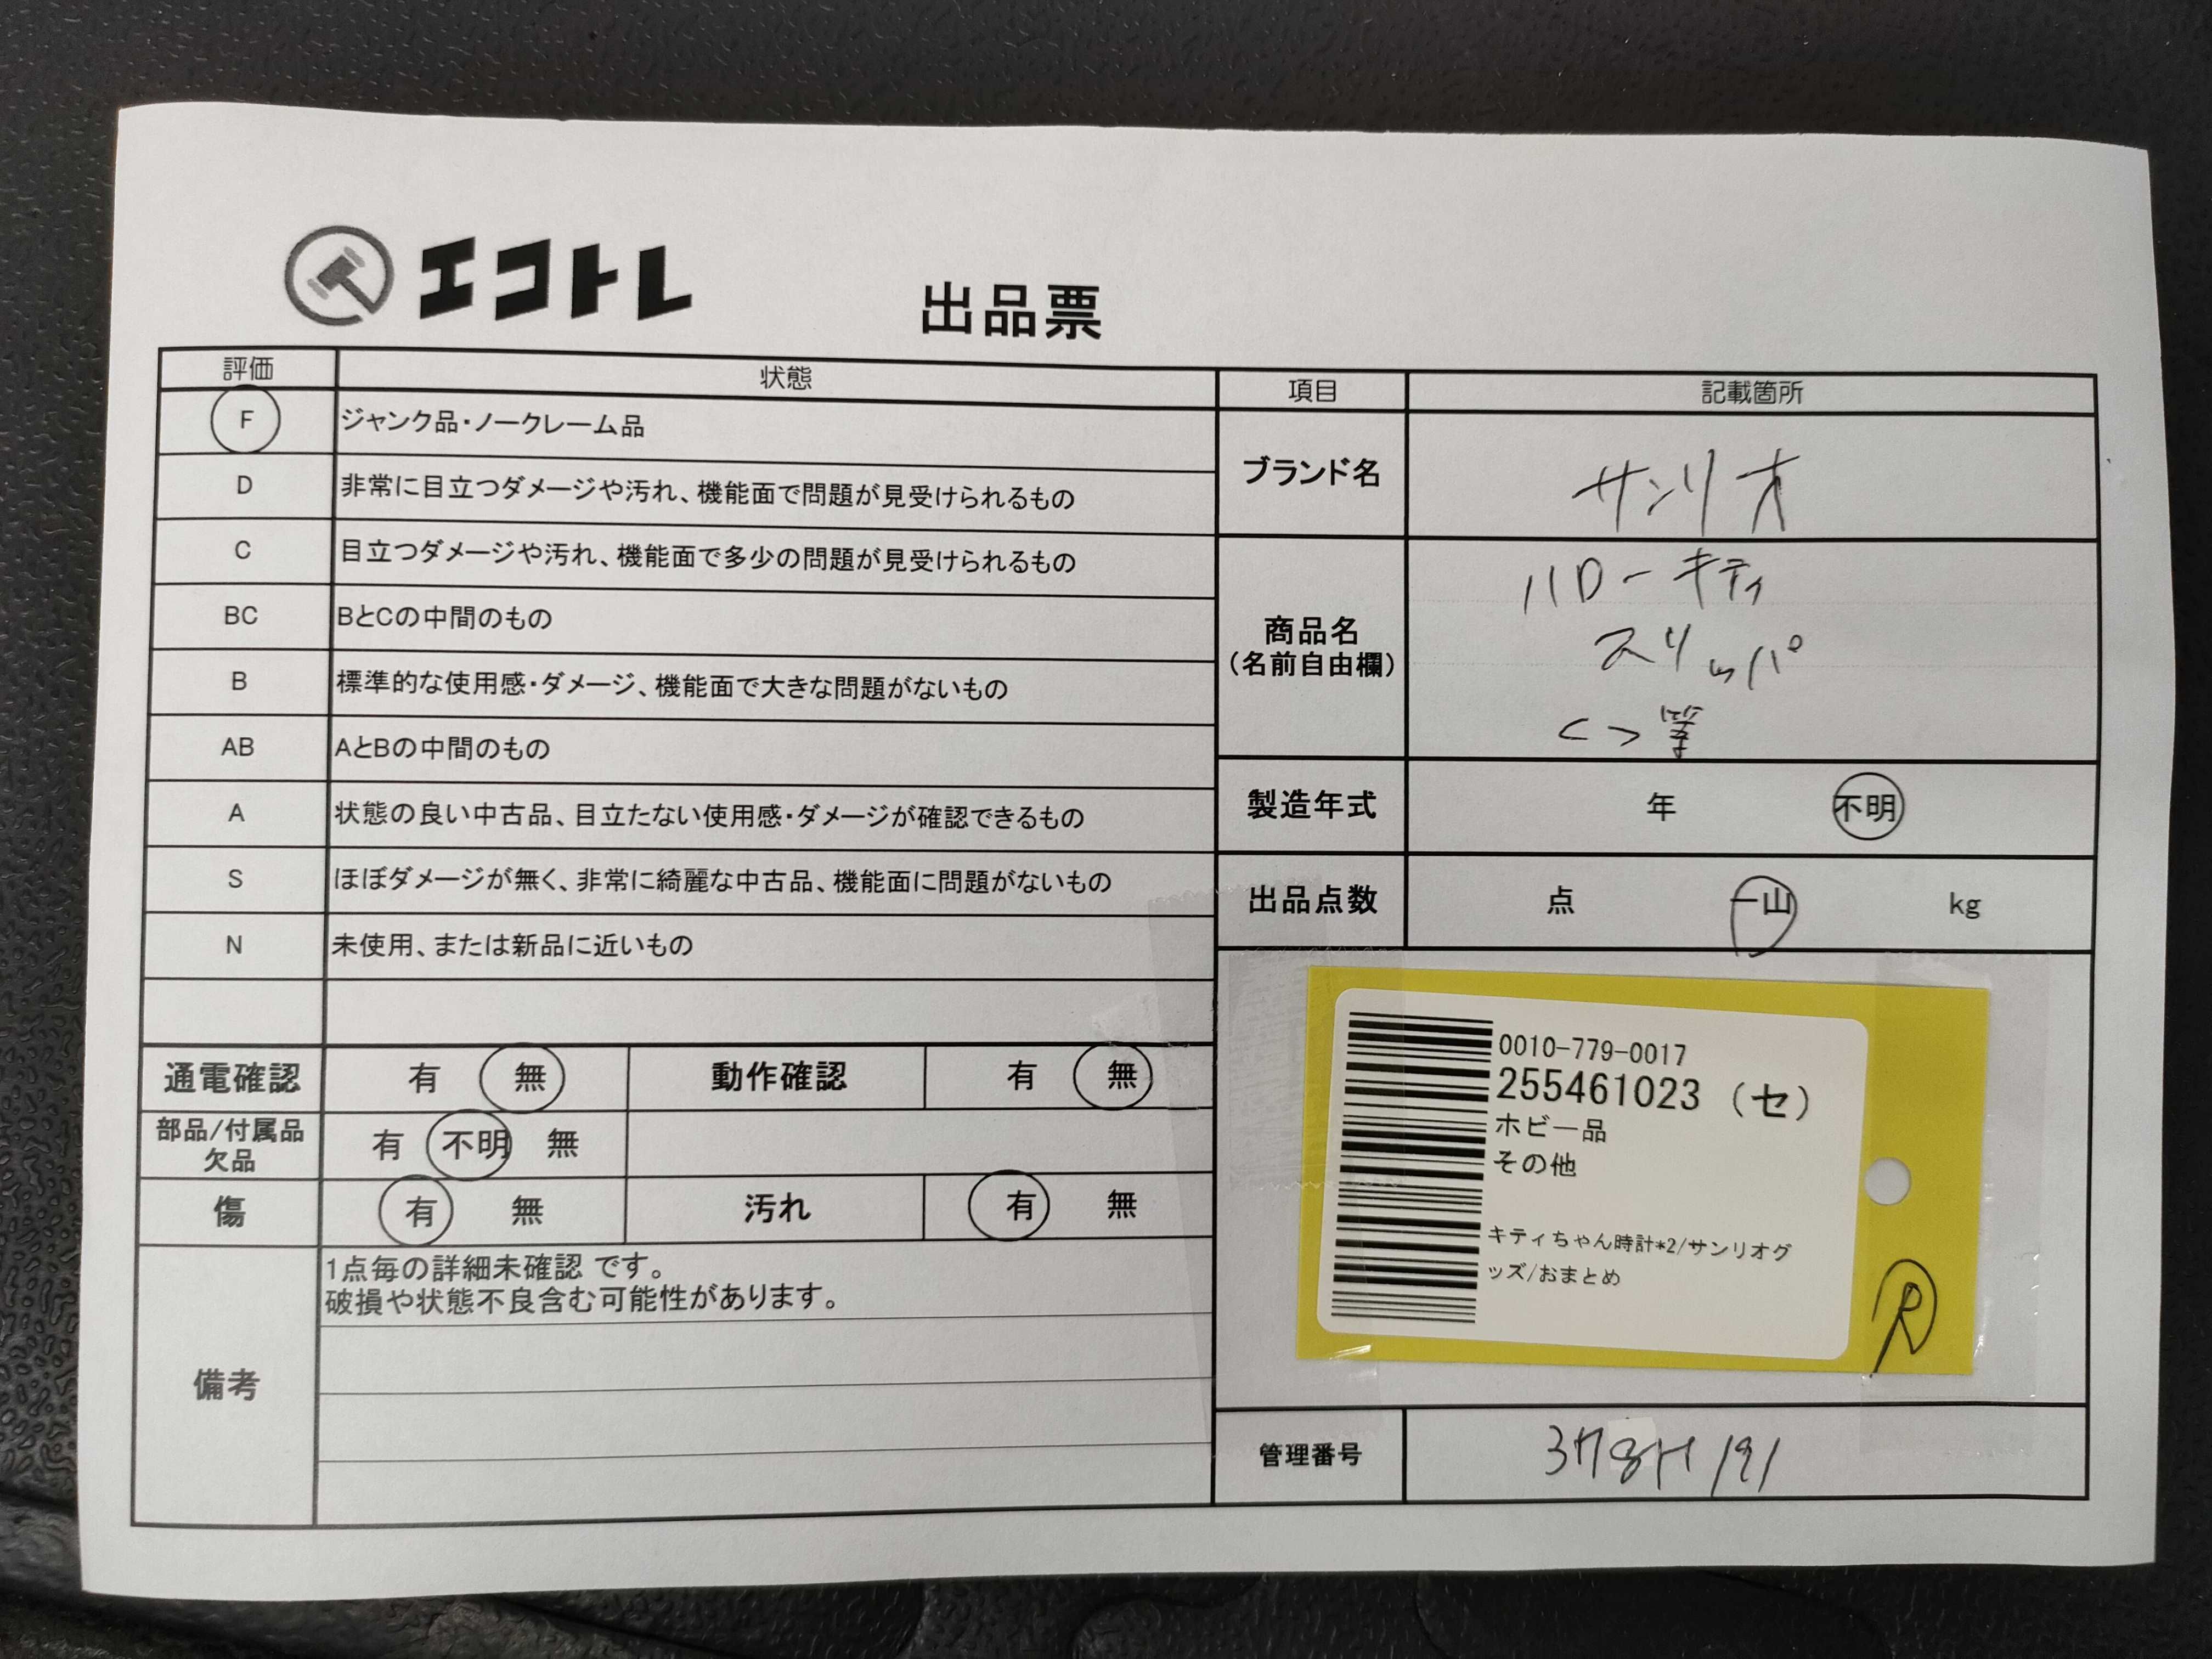 エコトレ
出品票
評価 状態
F ジャンク品・ノークレーム品
D 非常に目立つダメージや汚れ、機能面で問題が見受けられるもの
C 目立つダメージや汚れ、機能面で多少の問題が見受けられるもの
BC BとCの中間のもの
B 標準的な使用感・ダメージ、機能面で大きな問題がないもの
AB AとBの中間のもの
A 状態の良い中古品、目立たない使用感・ダメージが確認できるもの
S ほぼダメージが無く、非常に綺麗な中古品、機能面に問題がないもの
N 未使用、または新品に近いもの
通電確認 有 無 動作確認 有 無
部品/付属品 有 不明 無
欠品
傷 有 無 汚れ 有 無
備考
1点毎の詳細未確認 です。
破損や状態不良含む可能性があります。
項目 記載箇所
ブランド名 サンリオ
商品名
(名前自由欄)
ハローキティ
スリッパ
くつ等
製造年式 年 不明
出品点数 点 一山 kg
0010-779-0017
255461023 (セ)
ホビー品
その他
キティちゃん時計*2/サンリオグ
ッズ/おまとめ
R
管理番号